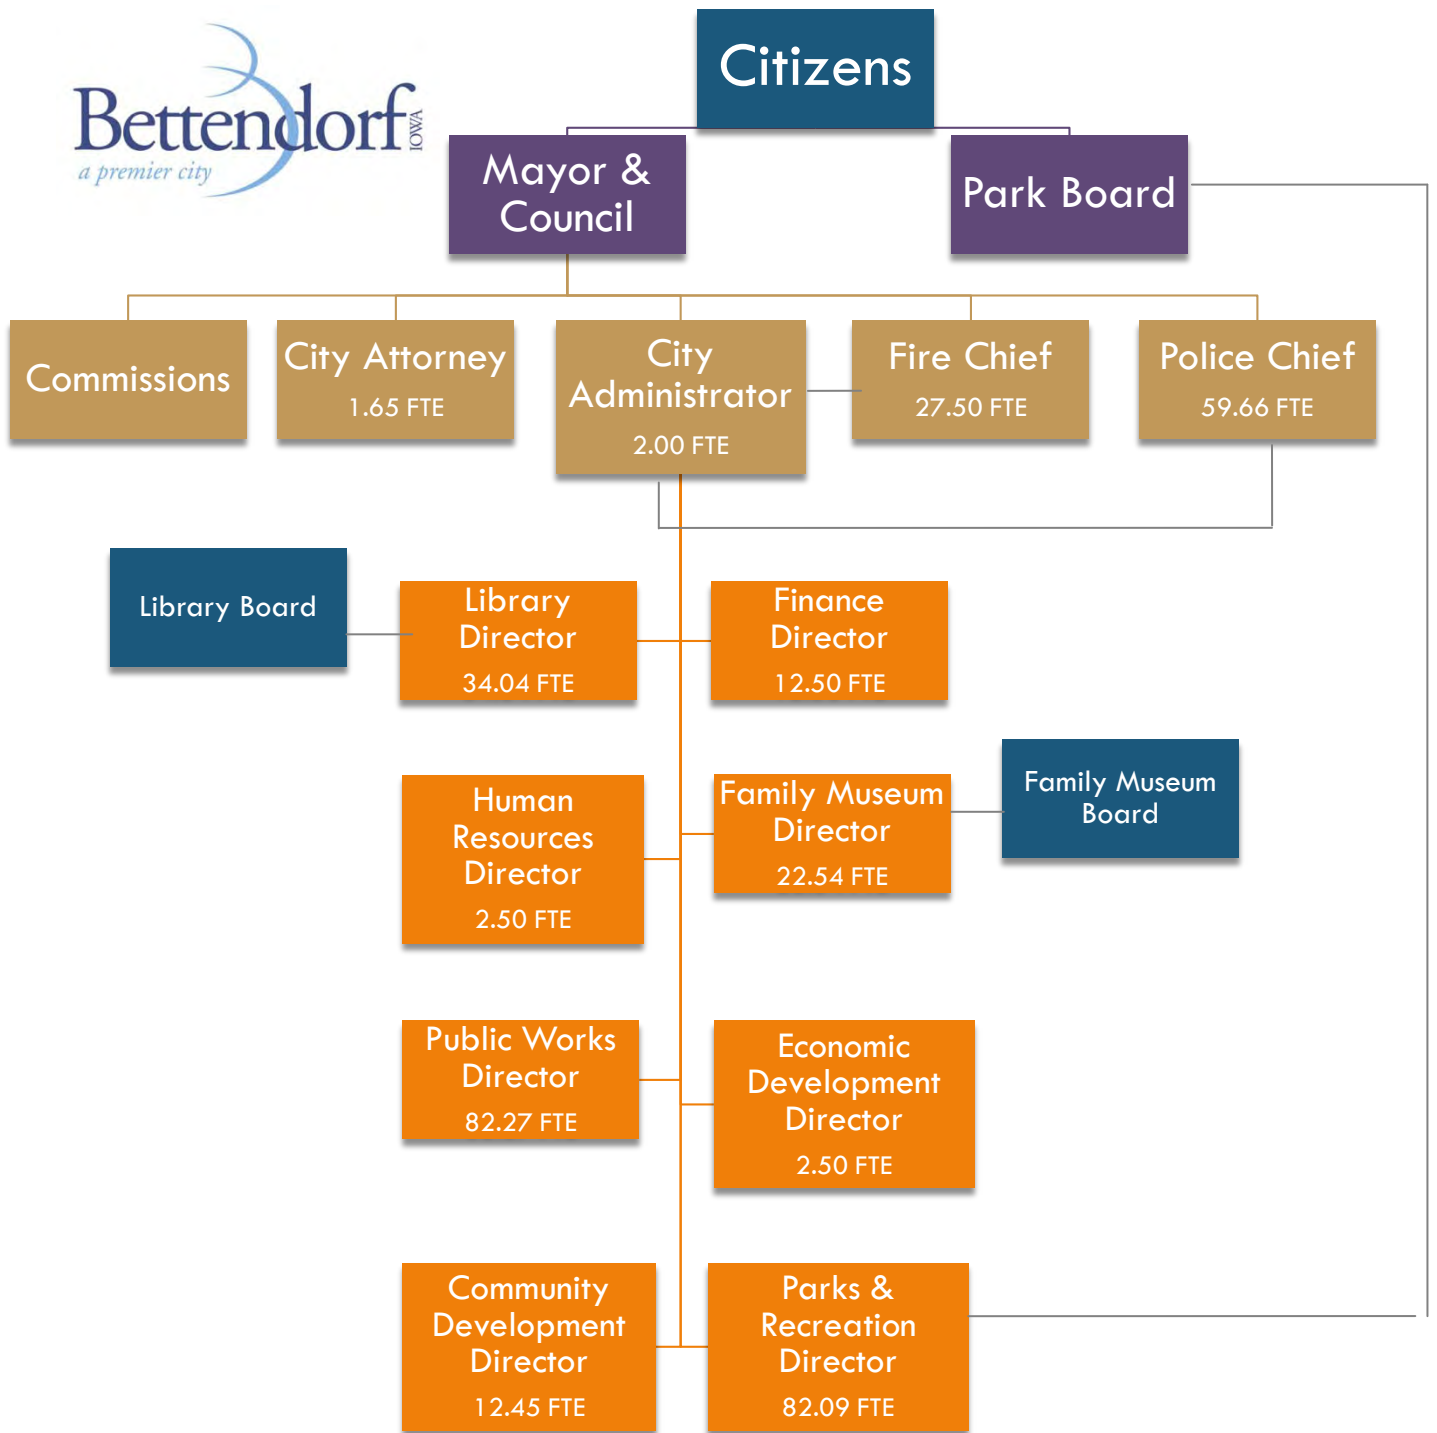 Bettendorf
IOWA
a premier city
Citizens
Mayor &
Council
Park Board
Commissions
City Attorney
1.65 FTE
City
Administrator
2.00 FTE
Fire Chief
27.50 FTE
Police Chief
59.66 FTE
Library Board
Library
Director
34.04 FTE
Finance
Director
12.50 FTE
Human
Resources
Director
2.50 FTE
Family Museum
Director
22.54 FTE
Family Museum
Board
Public Works
Director
82.27 FTE
Economic
Development
Director
2.50 FTE
Community
Development
Director
12.45 FTE
Parks &
Recreation
Director
82.09 FTE